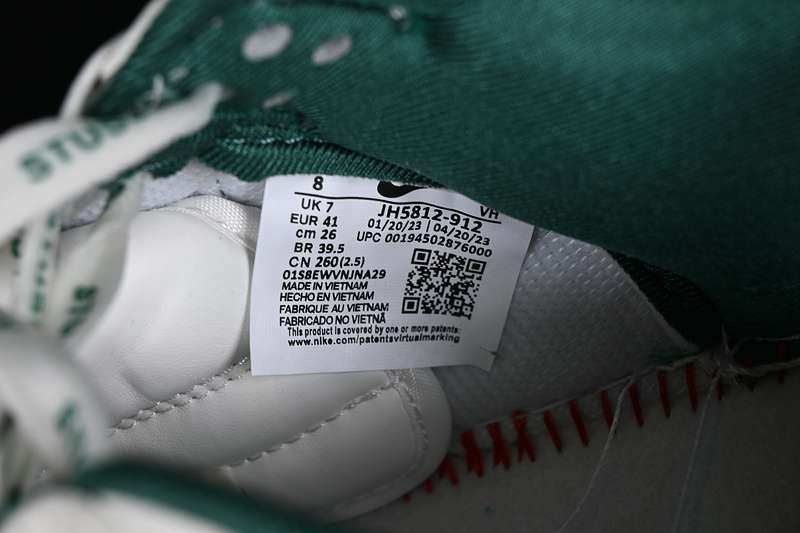 STUSS
8
UK 7
EUR 41
cm 26
BR 39.5
CN 260(2.5)
01S8EWVNJNA29
VH
JH5812-912
01/20/23 | 04/20/23
UPC 00194502876000
MADE IN VIETNAM
HECHO EN VIETNAM
FABRIQUE AU VIETNAM
FABRICADO NO VIETNÃ
This product is covered by one or more patents:
www.nike.com/patentsvirtualmarking